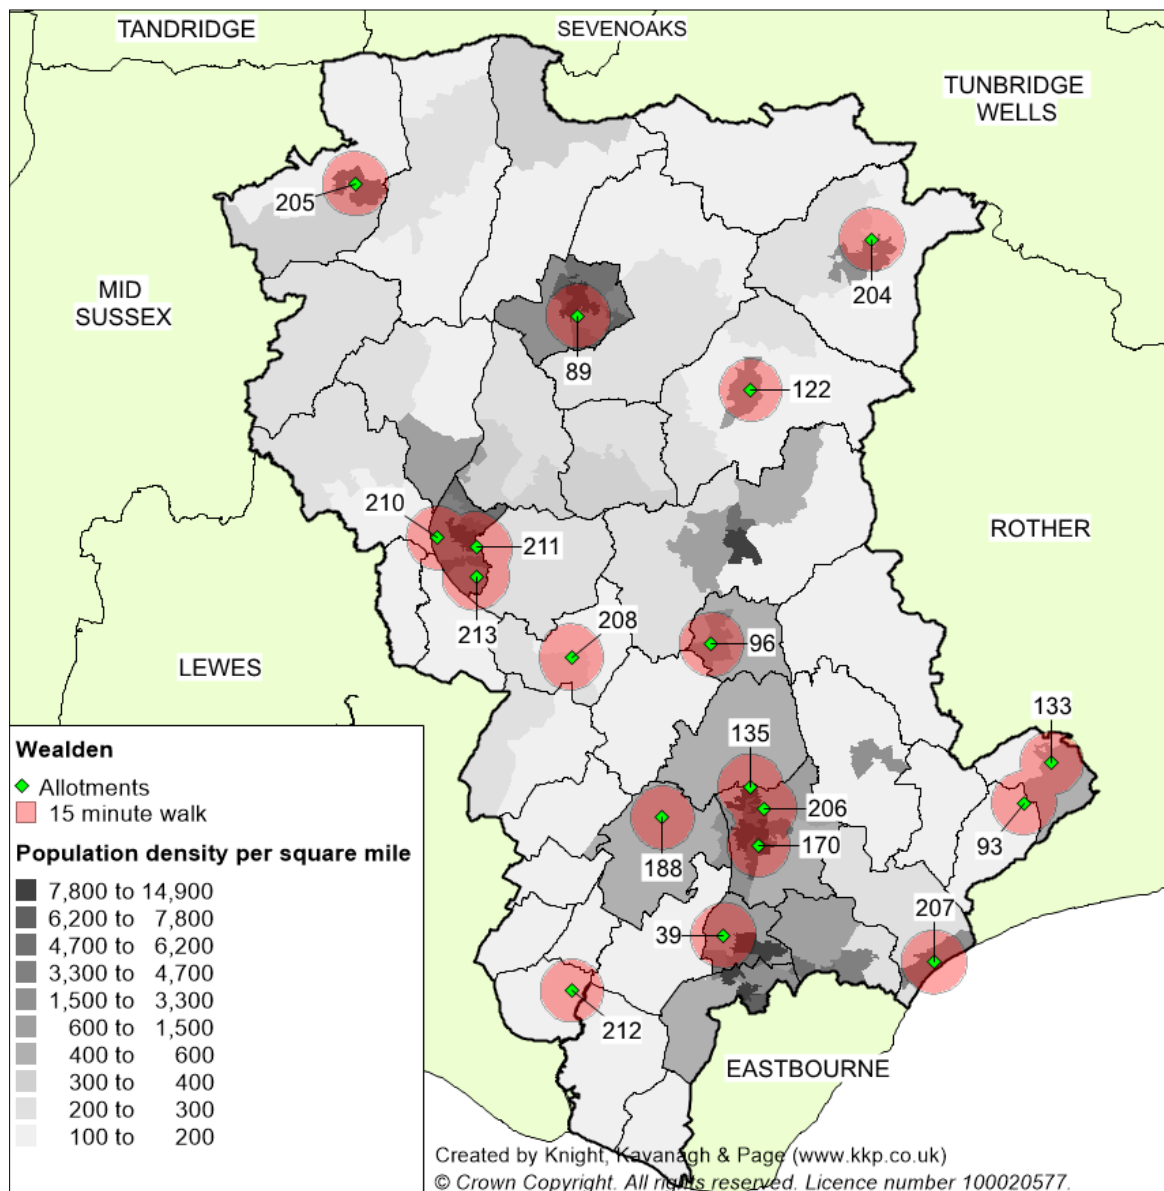 TANDRIDGE
SEVENOAKS
TUNBRIDGE
WELLS
205
204
MID
SUSSEX
89
122
210
211
ROTHER
213
208
96
LEWES
133
135
206
93
188
170
207
39
212
EASTBOURNE
Wealden
Allotments
15 minute walk
Population density per square mile
7,800 to 14,900
6,200 to 7,800
4,700 to 6,200
3,300 to 4,700
1,500 to 3,300
600 to 1,500
400 to 600
300 to 400
200 to 300
100 to 200
Created by Knight, Kavanagh & Page (www.kkp.co.uk)
© Crown Copyright. All rights reserved. Licence number 100020577.